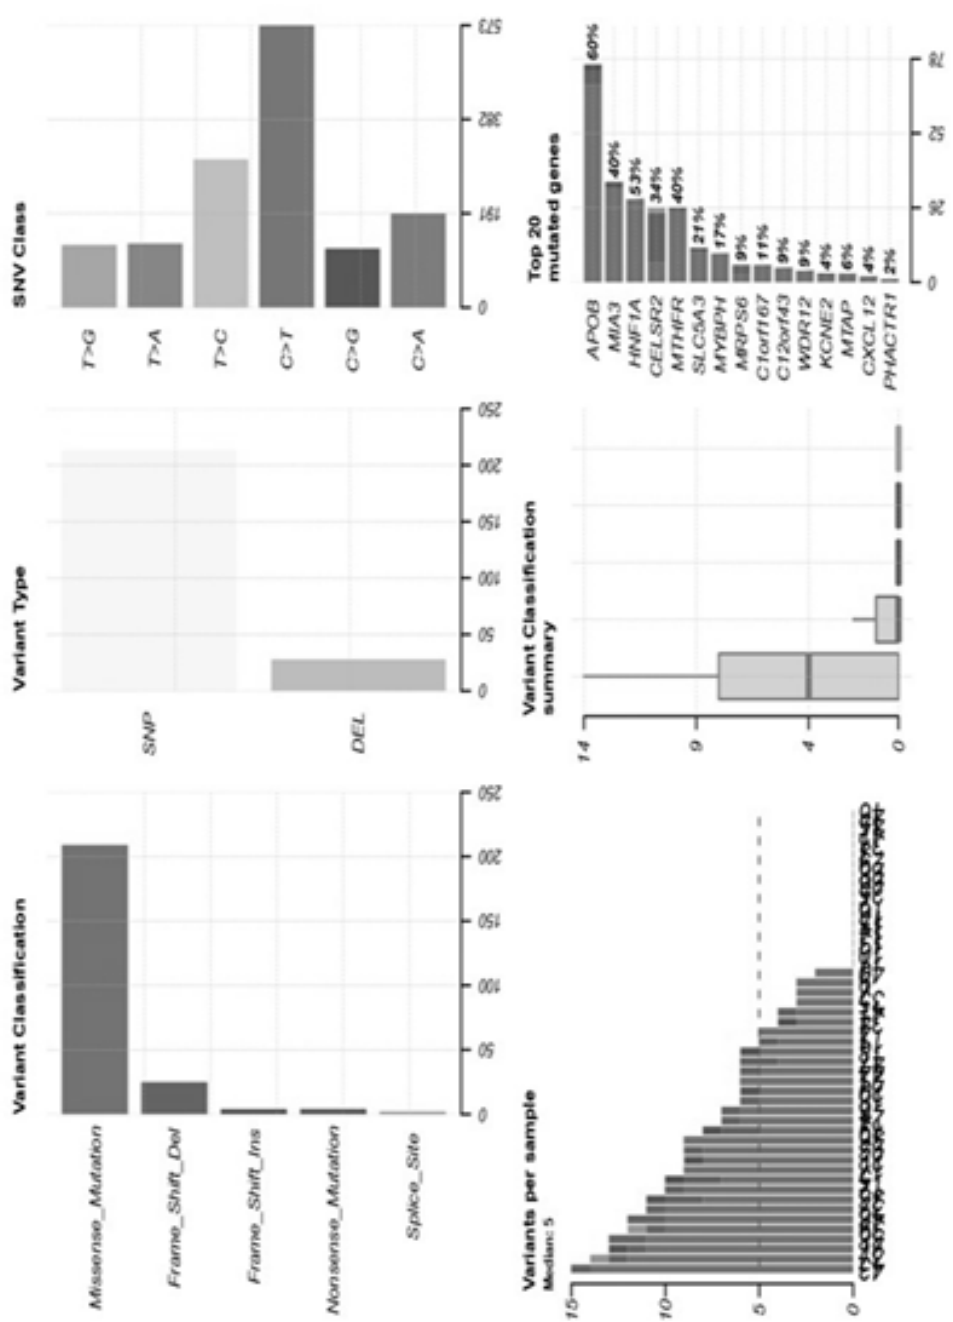 Variant Classification
Missense_Mutation
Frame_Shift_Del
Frame_Shift_Ins
Nonsense_Mutation
Splice_Site
0
50
100
150
200
250
Variant Type
SNP
DEL
0
50
100
150
200
250
SNV Class
T>G
T>A
T>C
C>T
C>G
C>A
0
191
382
573
Variants per sample
Median: 5
15
10
5
0
Variant Classification
summary
14
9
4
0
Top 20
mutated genes
APOB 60%
MIA3 40%
HNF1A 53%
CELSR2 34%
MTHFR 40%
SLC5A3 21%
MYBPH 17%
MRPS6 9%
C1orf167 11%
C12orf43 9%
WDR12 9%
KCNE2 4%
MTAP 6%
CXCL12 4%
PHACTR1 2%
0
26
52
78